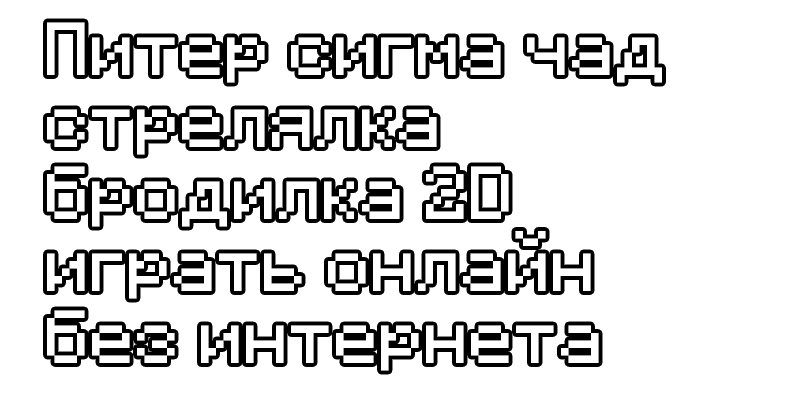 Питер сигма чад
стрелялка
бродилка 2D
играть онлайн
без интернета